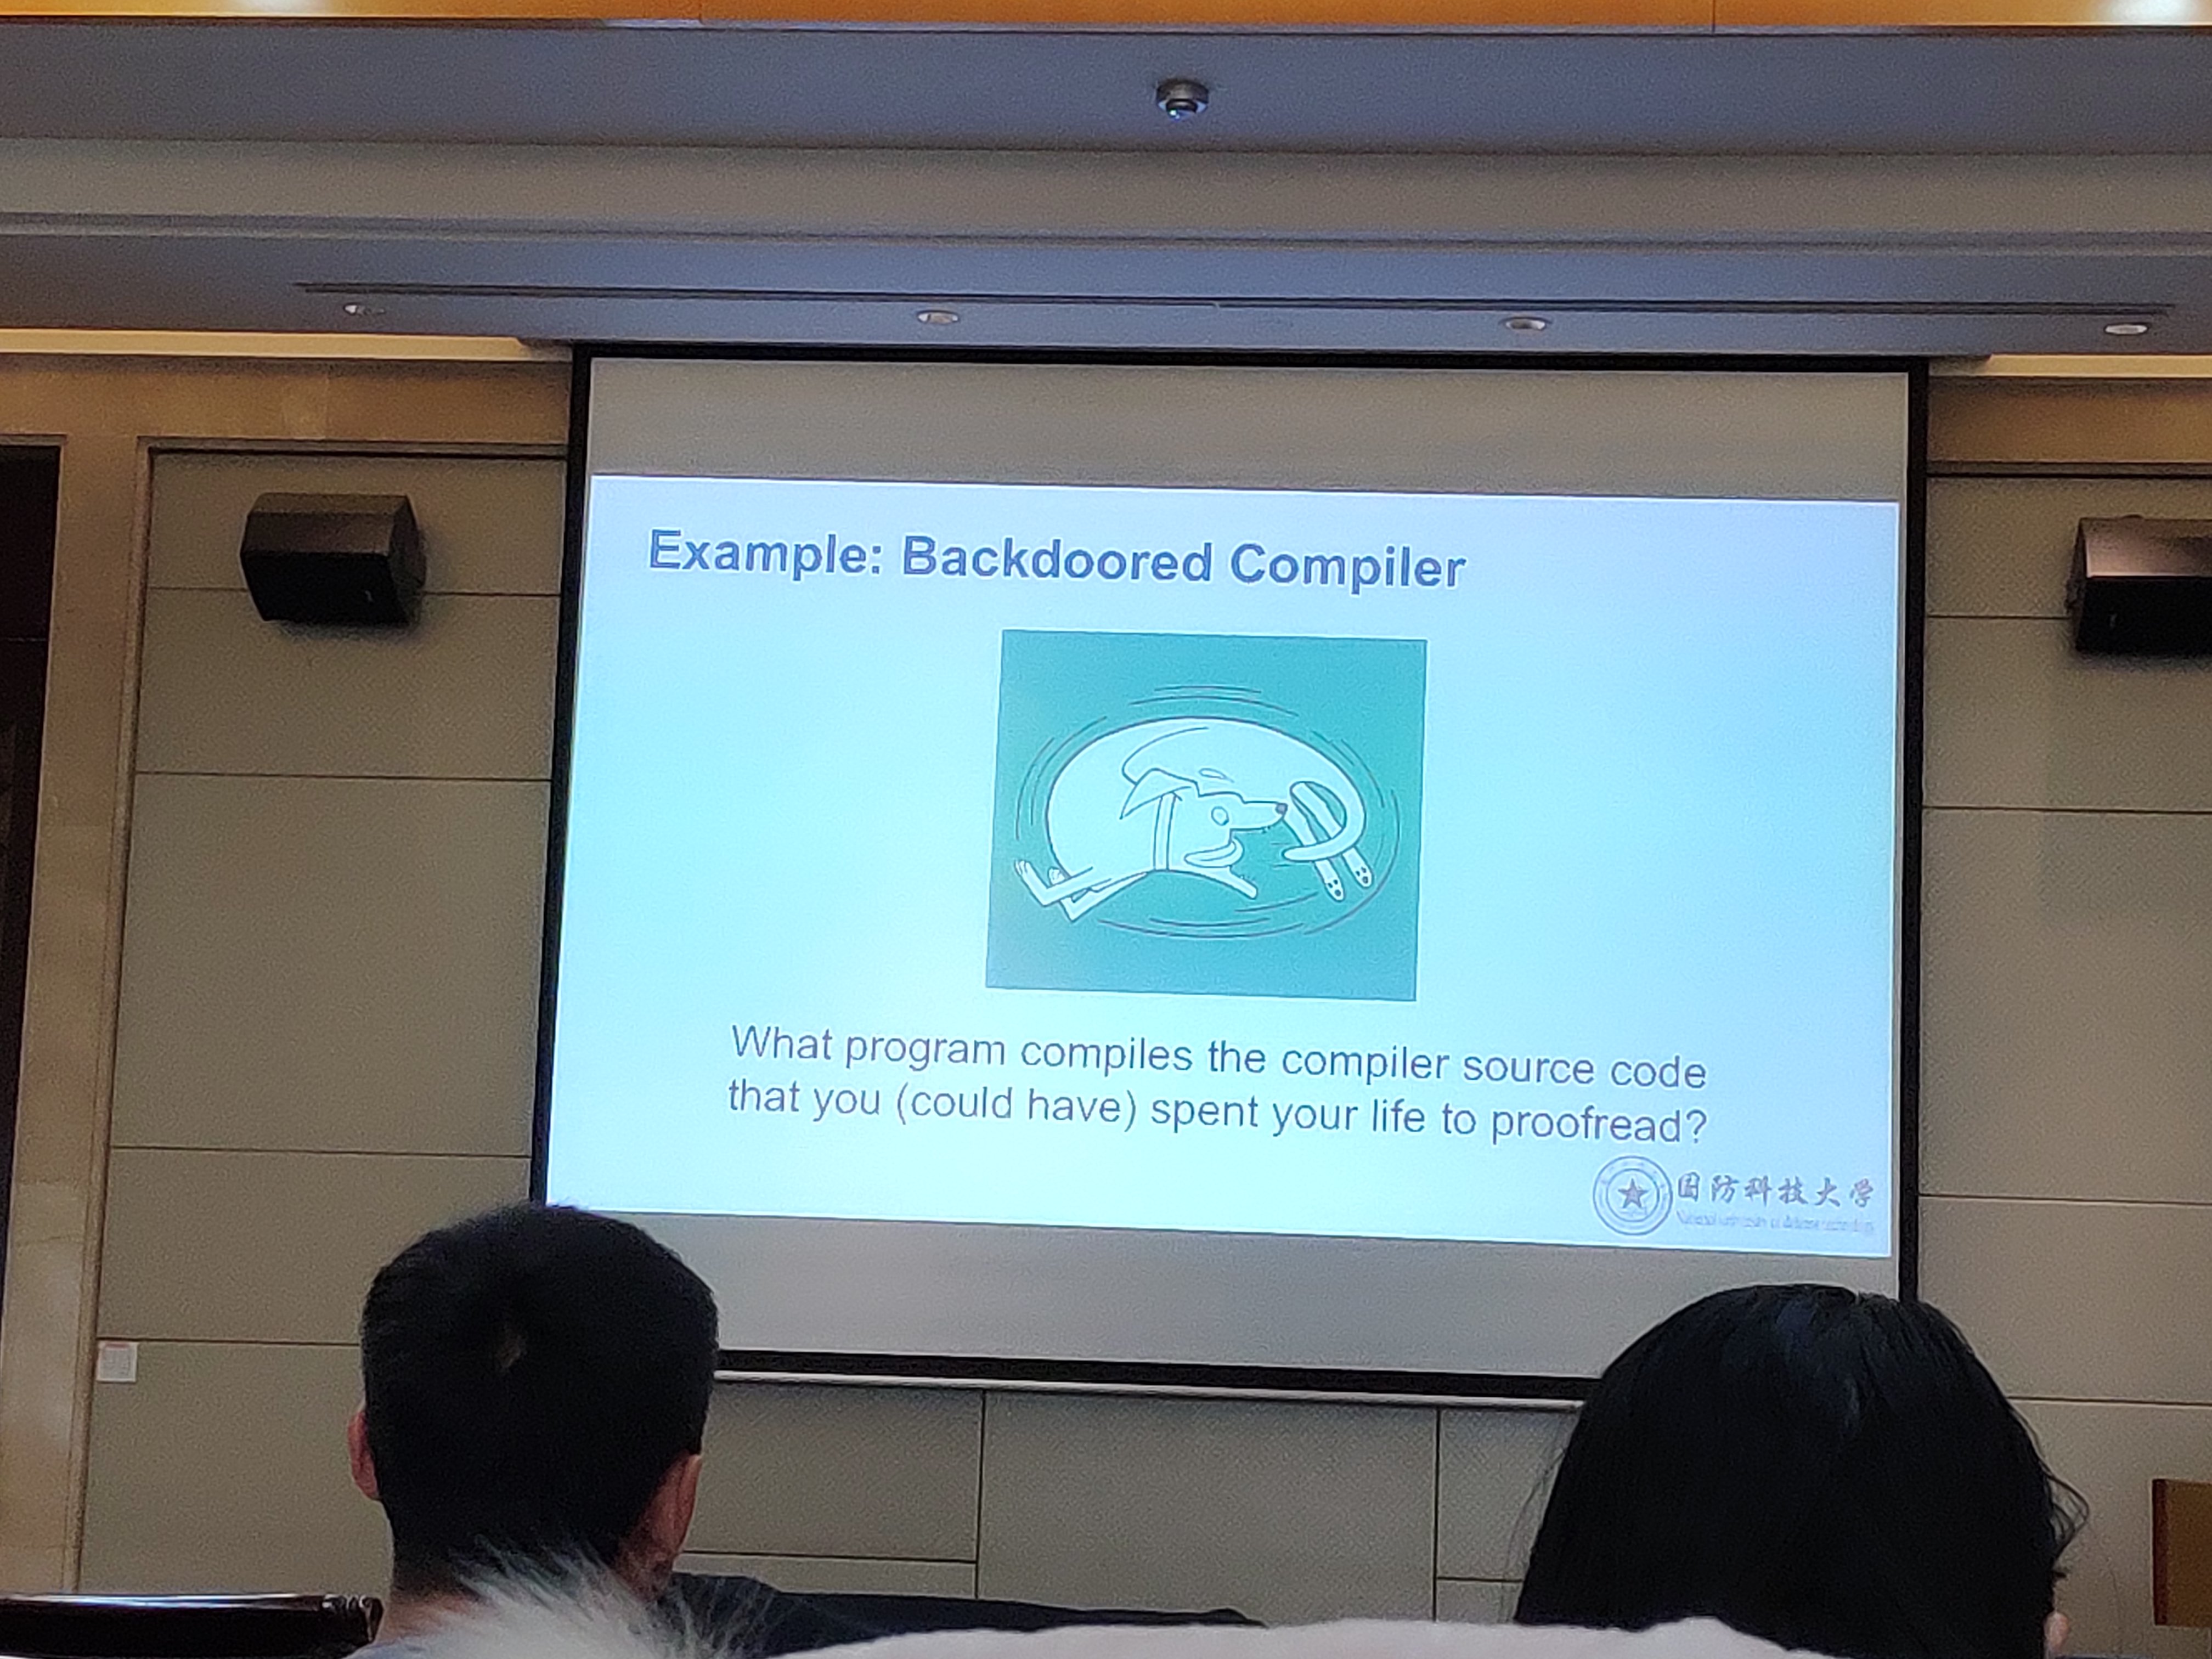 Example: Backdoored Compiler
What program compiles the compiler source code
that you (could have) spent your life to proofread?
国防科技大学
National University of Defense Technology